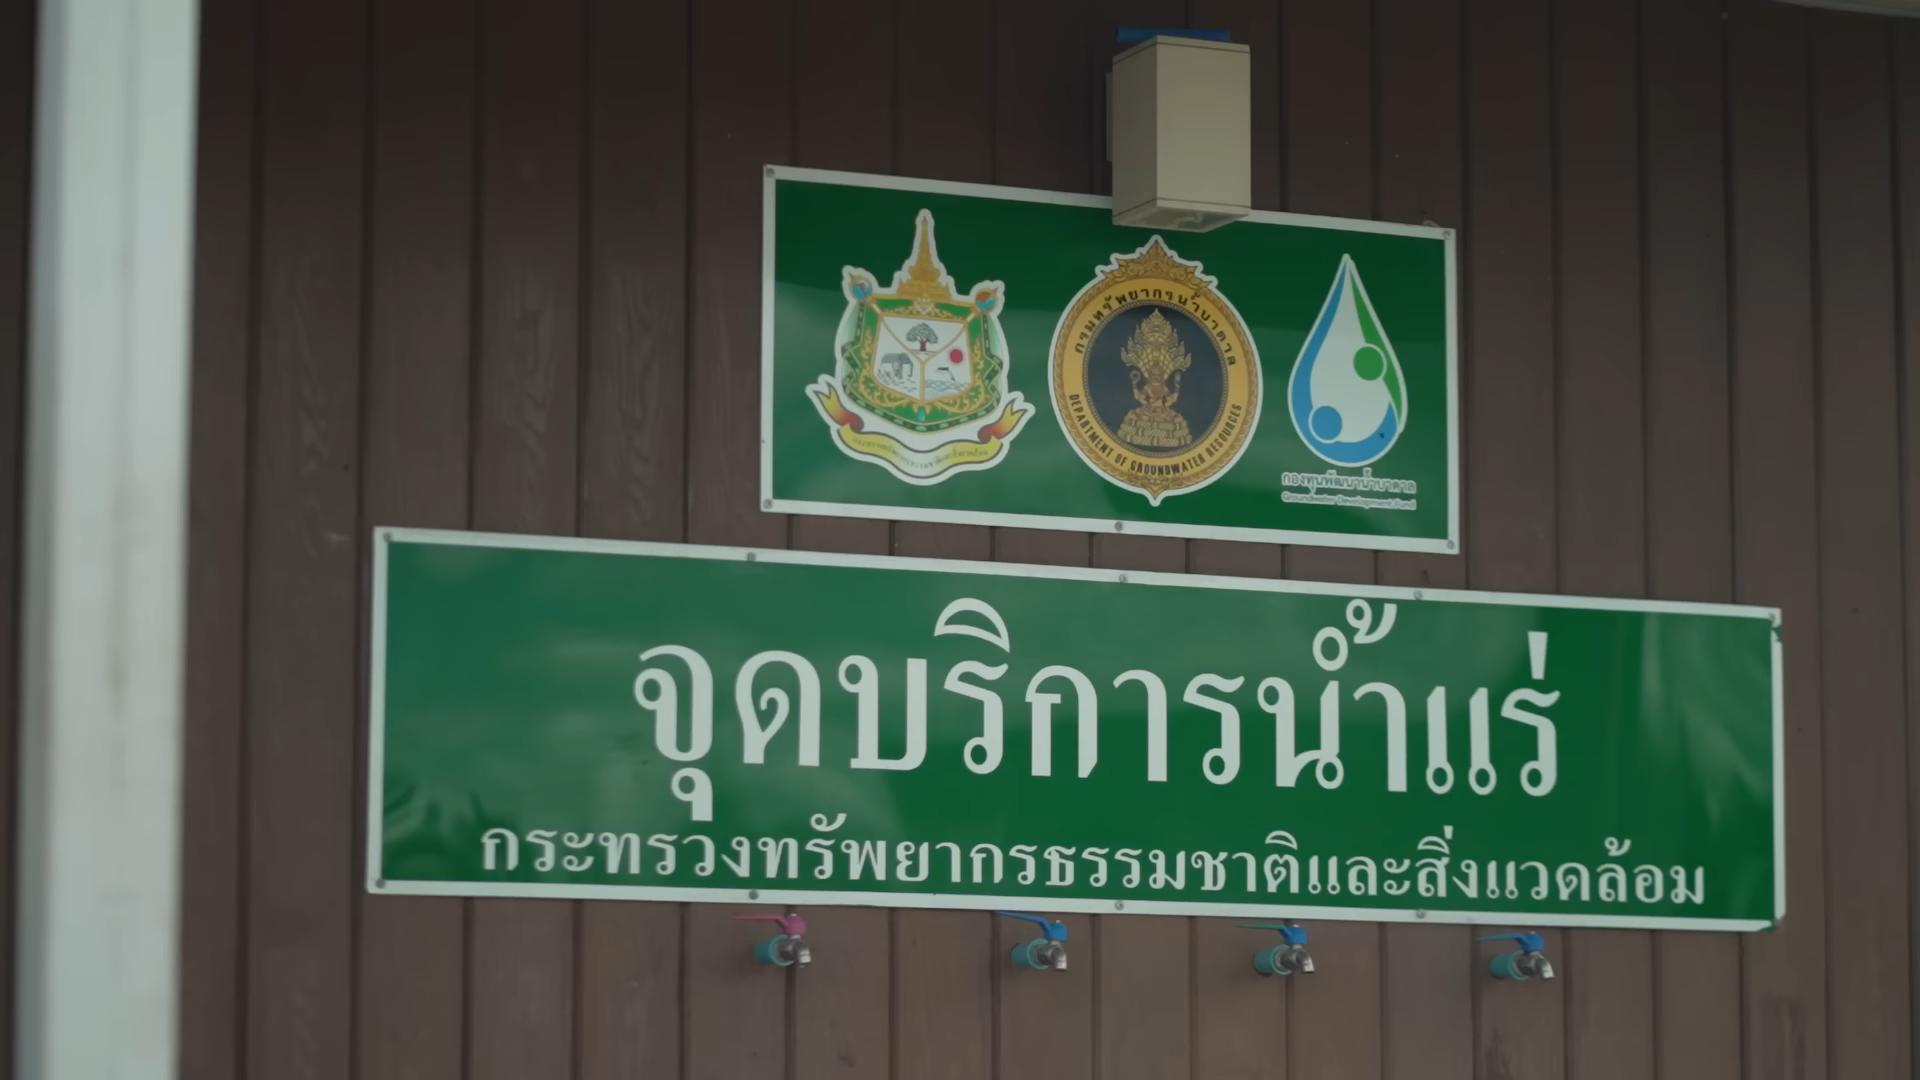 กรมทรัพยากรน้ำบาดาล
DEPARTMENT OF GROUNDWATER RESOURCES
กองทุนพัฒนาน้ำบาดาล
Groundwater Development Fund
จุดบริการน้ำแร่
กระทรวงทรัพยากรธรรมชาติและสิ่งแวดล้อม